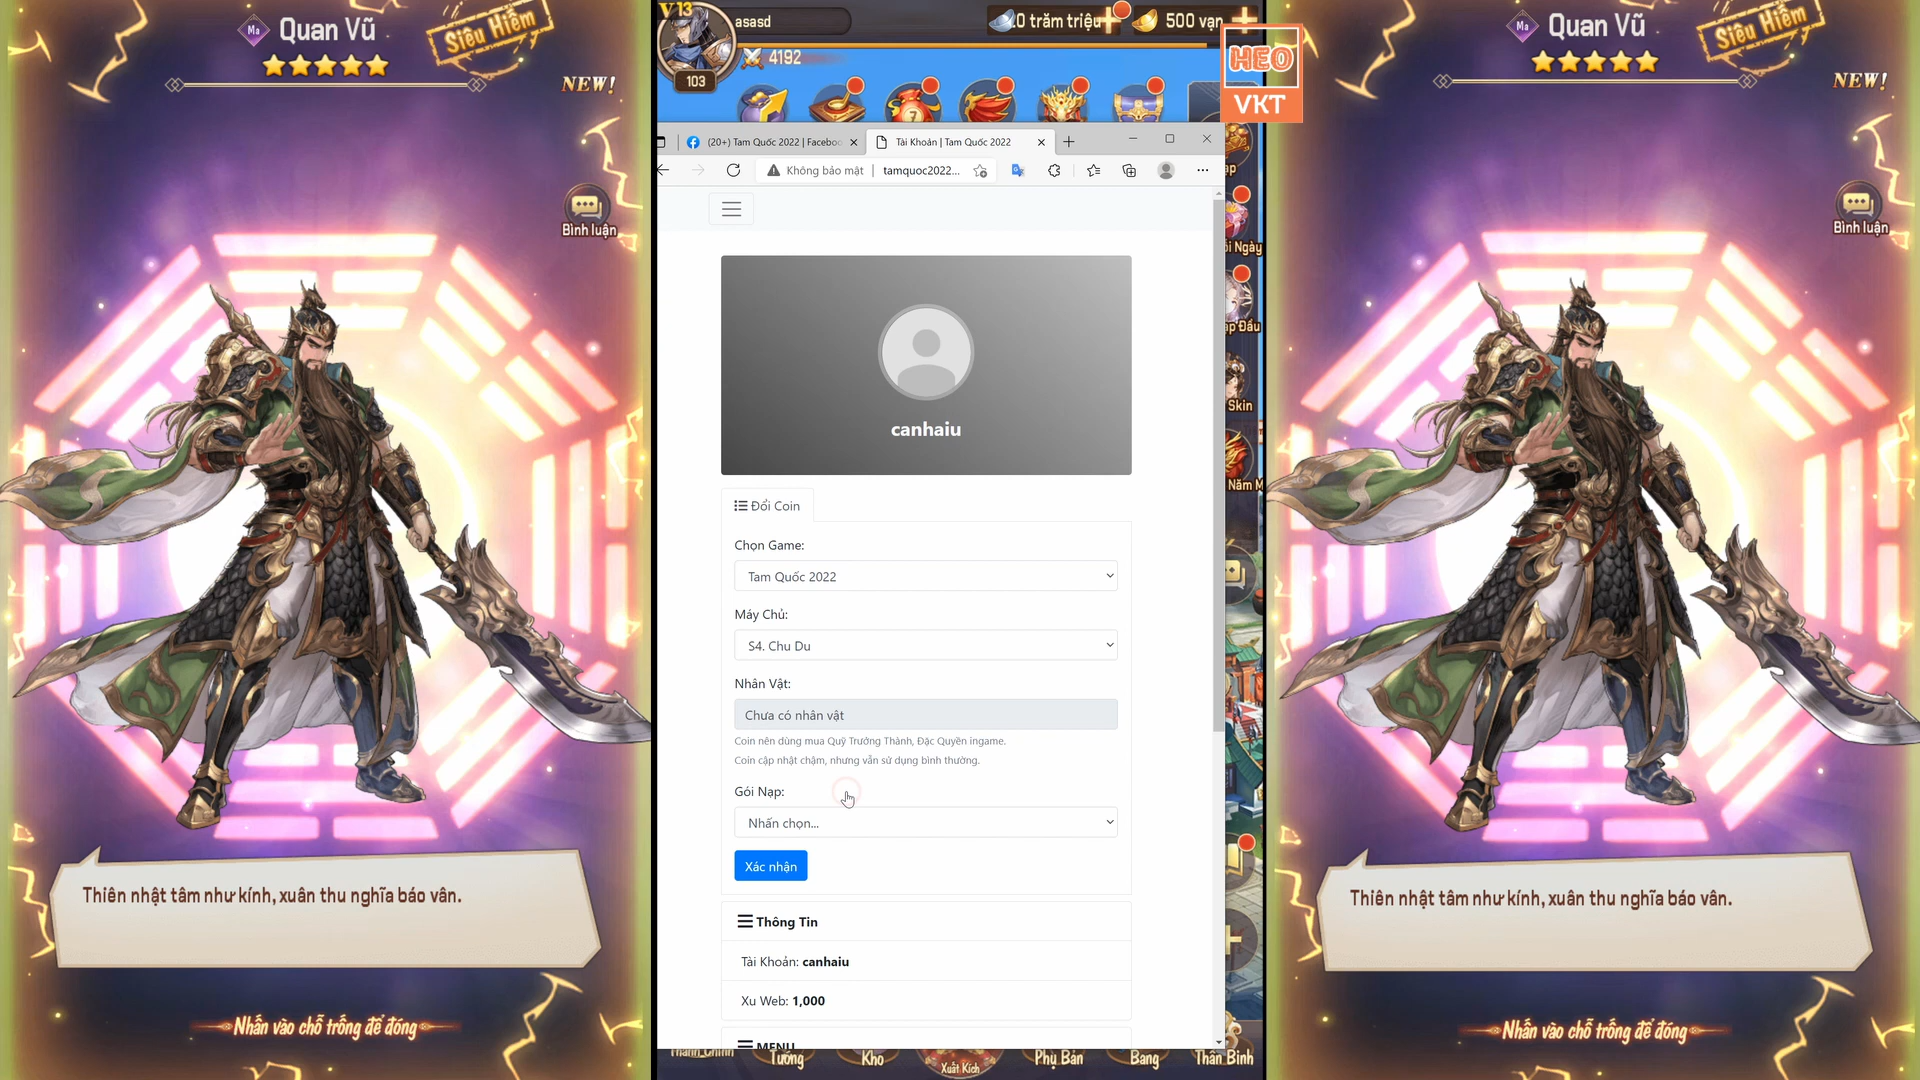 Ma Quan Vũ
Siêu Hiếm
NEW!
Bình luận
Thiên nhật tâm như kính, xuân thu nghĩa báo vân.
Nhấn vào chỗ trống để đóng
V13
asasd
.0 trăm triệu
500 vạn
4192
103
HEO
VKT
(20+) Tam Quốc 2022 | Faceboo
Tài Khoản | Tam Quốc 2022
Không bảo mật
tamquoc2022...
canhaiu
Đổi Coin
Chọn Game:
Tam Quốc 2022
Máy Chủ:
S4. Chu Du
Nhân Vật:
Chưa có nhân vật
Coin nên dùng mua Quỹ Trưởng Thành, Đặc Quyền ingame.
Coin cập nhật chậm, nhưng vẫn sử dụng bình thường.
Gói Nạp:
Nhấn chọn...
Xác nhận
Thông Tin
Tài Khoản: canhaiu
Xu Web: 1,000
MENU
Skin
Năm M
Tướng
Kho
Xuất Kích
Phụ Bản
Bang
Thần Binh
Ma Quan Vũ
Siêu Hiếm
NEW!
Bình luận
Thiên nhật tâm như kính, xuân thu nghĩa báo vân.
Nhấn vào chỗ trống để đóng